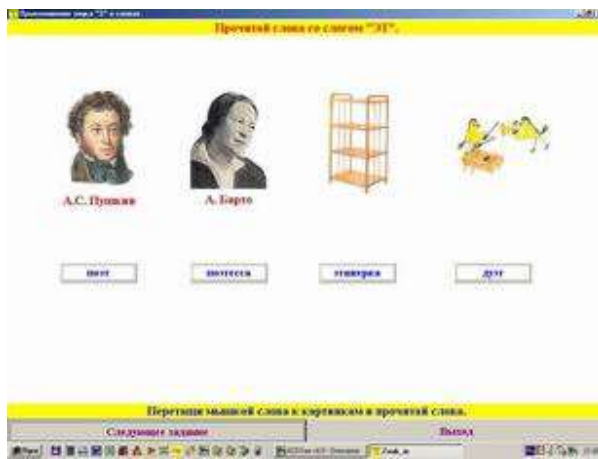 Прочитай слова со слогом "ЭТ".
А.С. Пушкин
А. Барто
поэт
поэтесса
этажерка
дуэт
Перетащи мышкой слова к картинкам и прочитай слова.
Следующее задание
Выход